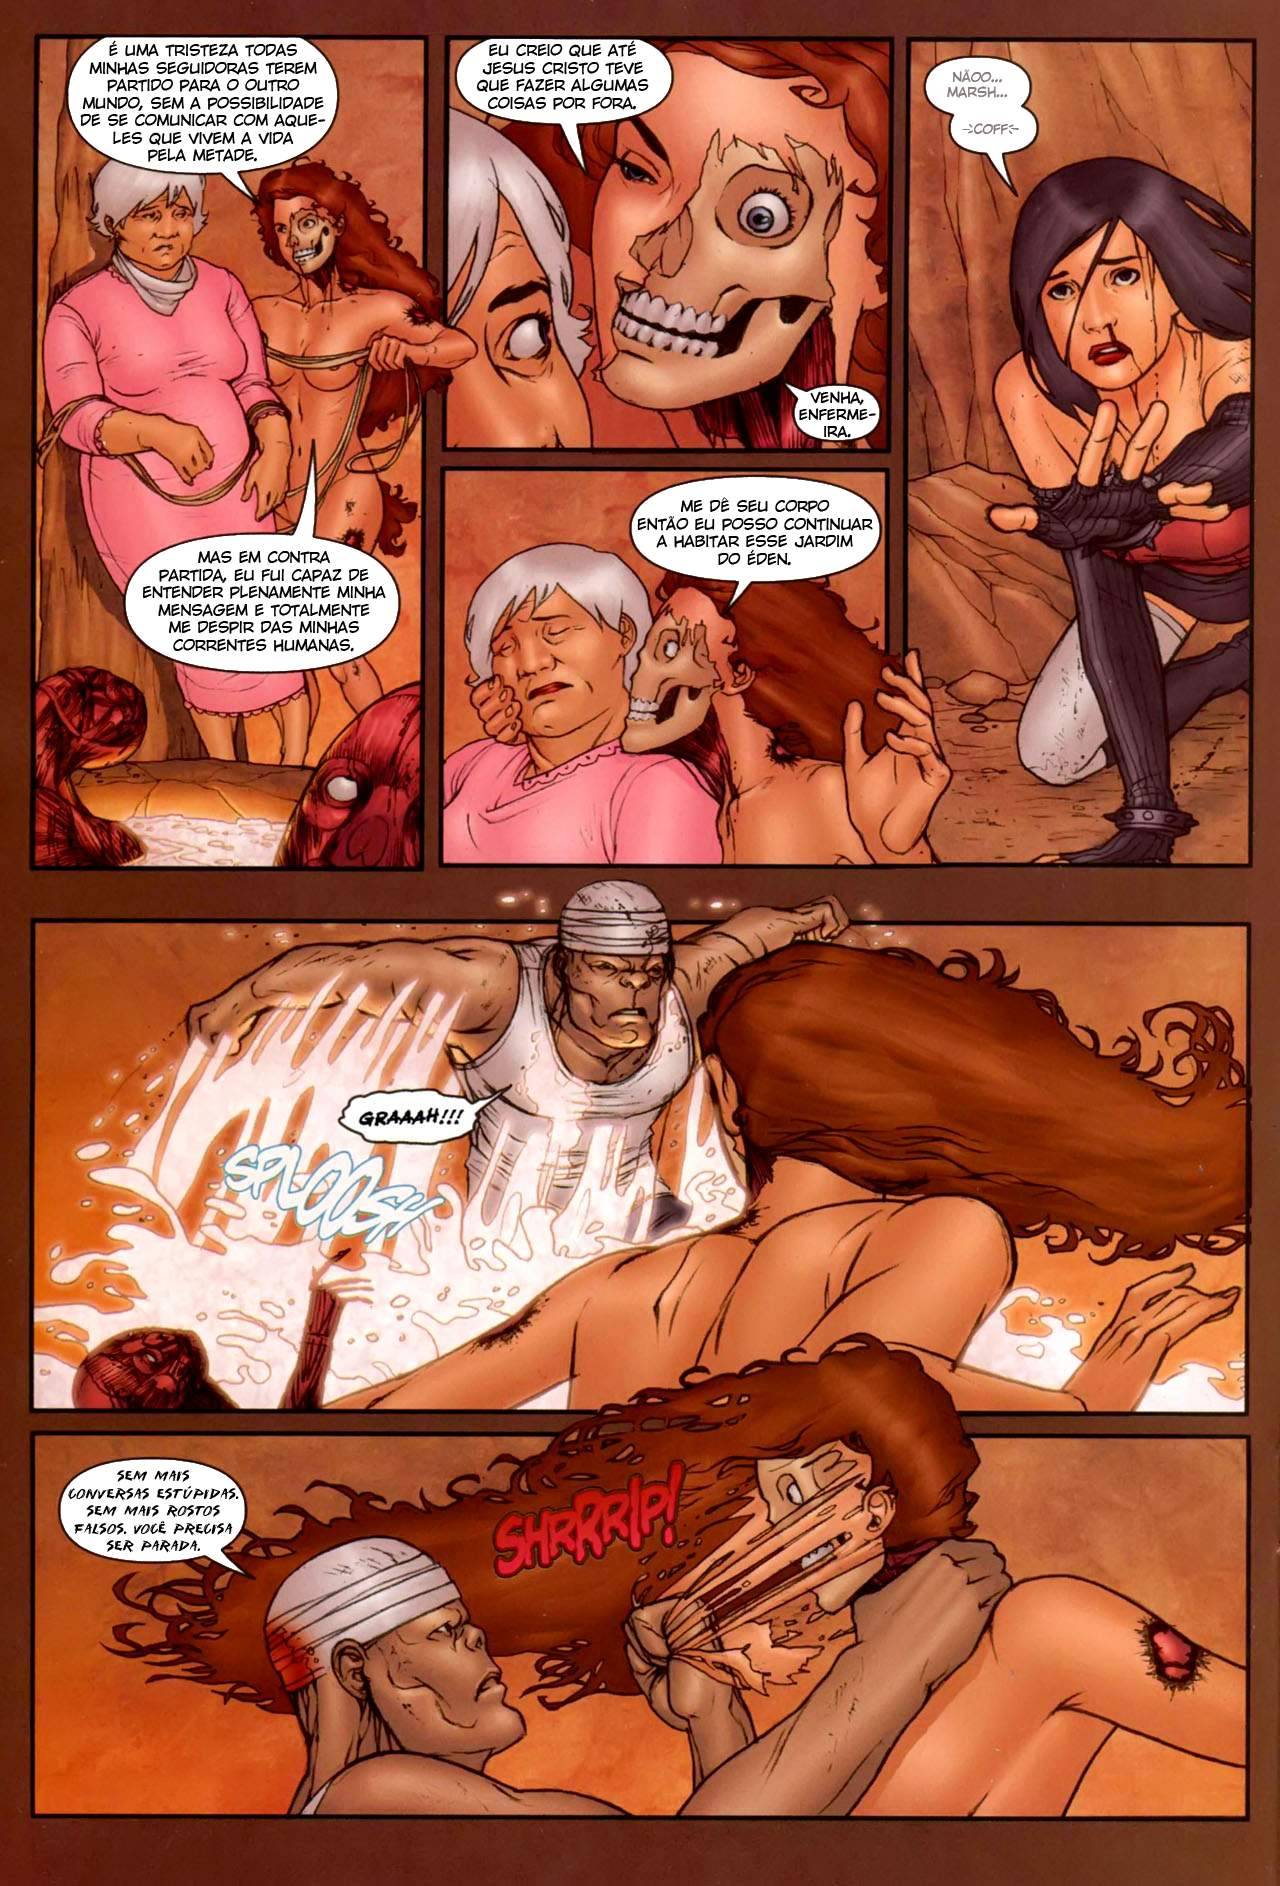 É UMA TRISTEZA TODAS
MINHAS SEGUIDORAS TEREM
PARTIDO PARA O OUTRO
MUNDO, SEM A POSSIBILIDADE
DE SE COMUNICAR COM AQUE-
LES QUE VIVEM A VIDA
PELA METADE.
MAS EM CONTRA
PARTIDA, EU FUI CAPAZ DE
ENTENDER PLENAMENTE MINHA
MENSAGEM E TOTALMENTE
ME DESPIR DAS MINHAS
CORRENTES HUMANAS.
EU CREIO QUE ATÉ
JESUS CRISTO TEVE
QUE FAZER ALGUMAS
COISAS POR FORA.
VENHA,
ENFERME-
IRA.
ME DÊ SEU CORPO
ENTÃO EU POSSO CONTINUAR
A HABITAR ESSE JARDIM
DO ÉDEN.
NÃOO...
MARSH...
COFF
GRAAAH!!!
SPLOOSH
SEM MAIS
CONVERSAS ESTÚPIDAS.
SEM MAIS ROSTOS
FALSOS. VOCÊ PRECISA
SER PARADA.
SHRRRIP!